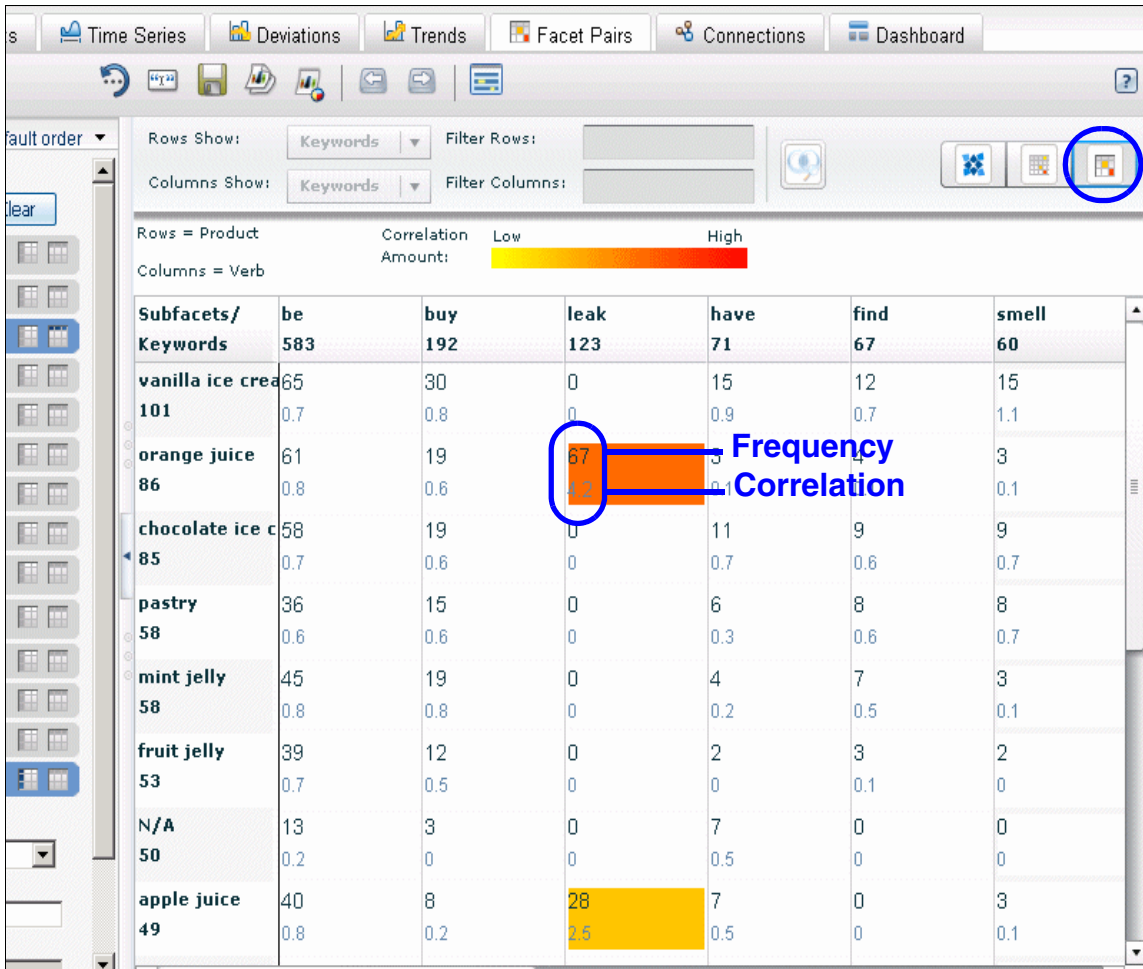 s Time Series Deviations Trends Facet Pairs Connections Dashboard
?
fault order Rows Show: Keywords Filter Rows:
Columns Show: Keywords Filter Columns:
Clear
Rows = Product Correlation Amount: Low High
Columns = Verb
Subfacets/ be buy leak have find smell
Keywords 583 192 123 71 67 60
vanilla ice crea 65 30 0 15 12 15
101 0.7 0.8 0 0.9 0.7 1.1
orange juice 61 19 67 4 3
Frequency
86 0.8 0.6 4.2 0.1
Correlation
chocolate ice c 58 19 0 11 9 9
85 0.7 0.6 0 0.7 0.6 0.7
pastry 36 15 0 6 8 8
58 0.6 0.6 0 0.3 0.6 0.7
mint jelly 45 19 0 4 7 3
58 0.8 0.8 0 0.2 0.5 0.1
fruit jelly 39 12 0 2 3 2
53 0.7 0.5 0 0 0.1 0
N/A 13 3 0 7 0 0
50 0.2 0 0 0.5 0 0
apple juice 40 8 28 7 0 3
49 0.8 0.2 2.5 0.5 0 0.1